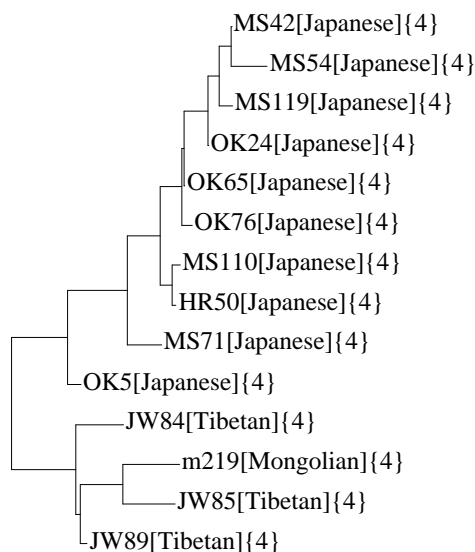 MS42[Japanese]{4}
MS54[Japanese]{4}
MS119[Japanese]{4}
OK24[Japanese]{4}
OK65[Japanese]{4}
OK76[Japanese]{4}
MS110[Japanese]{4}
HR50[Japanese]{4}
MS71[Japanese]{4}
OK5[Japanese]{4}
JW84[Tibetan]{4}
m219[Mongolian]{4}
JW85[Tibetan]{4}
JW89[Tibetan]{4}